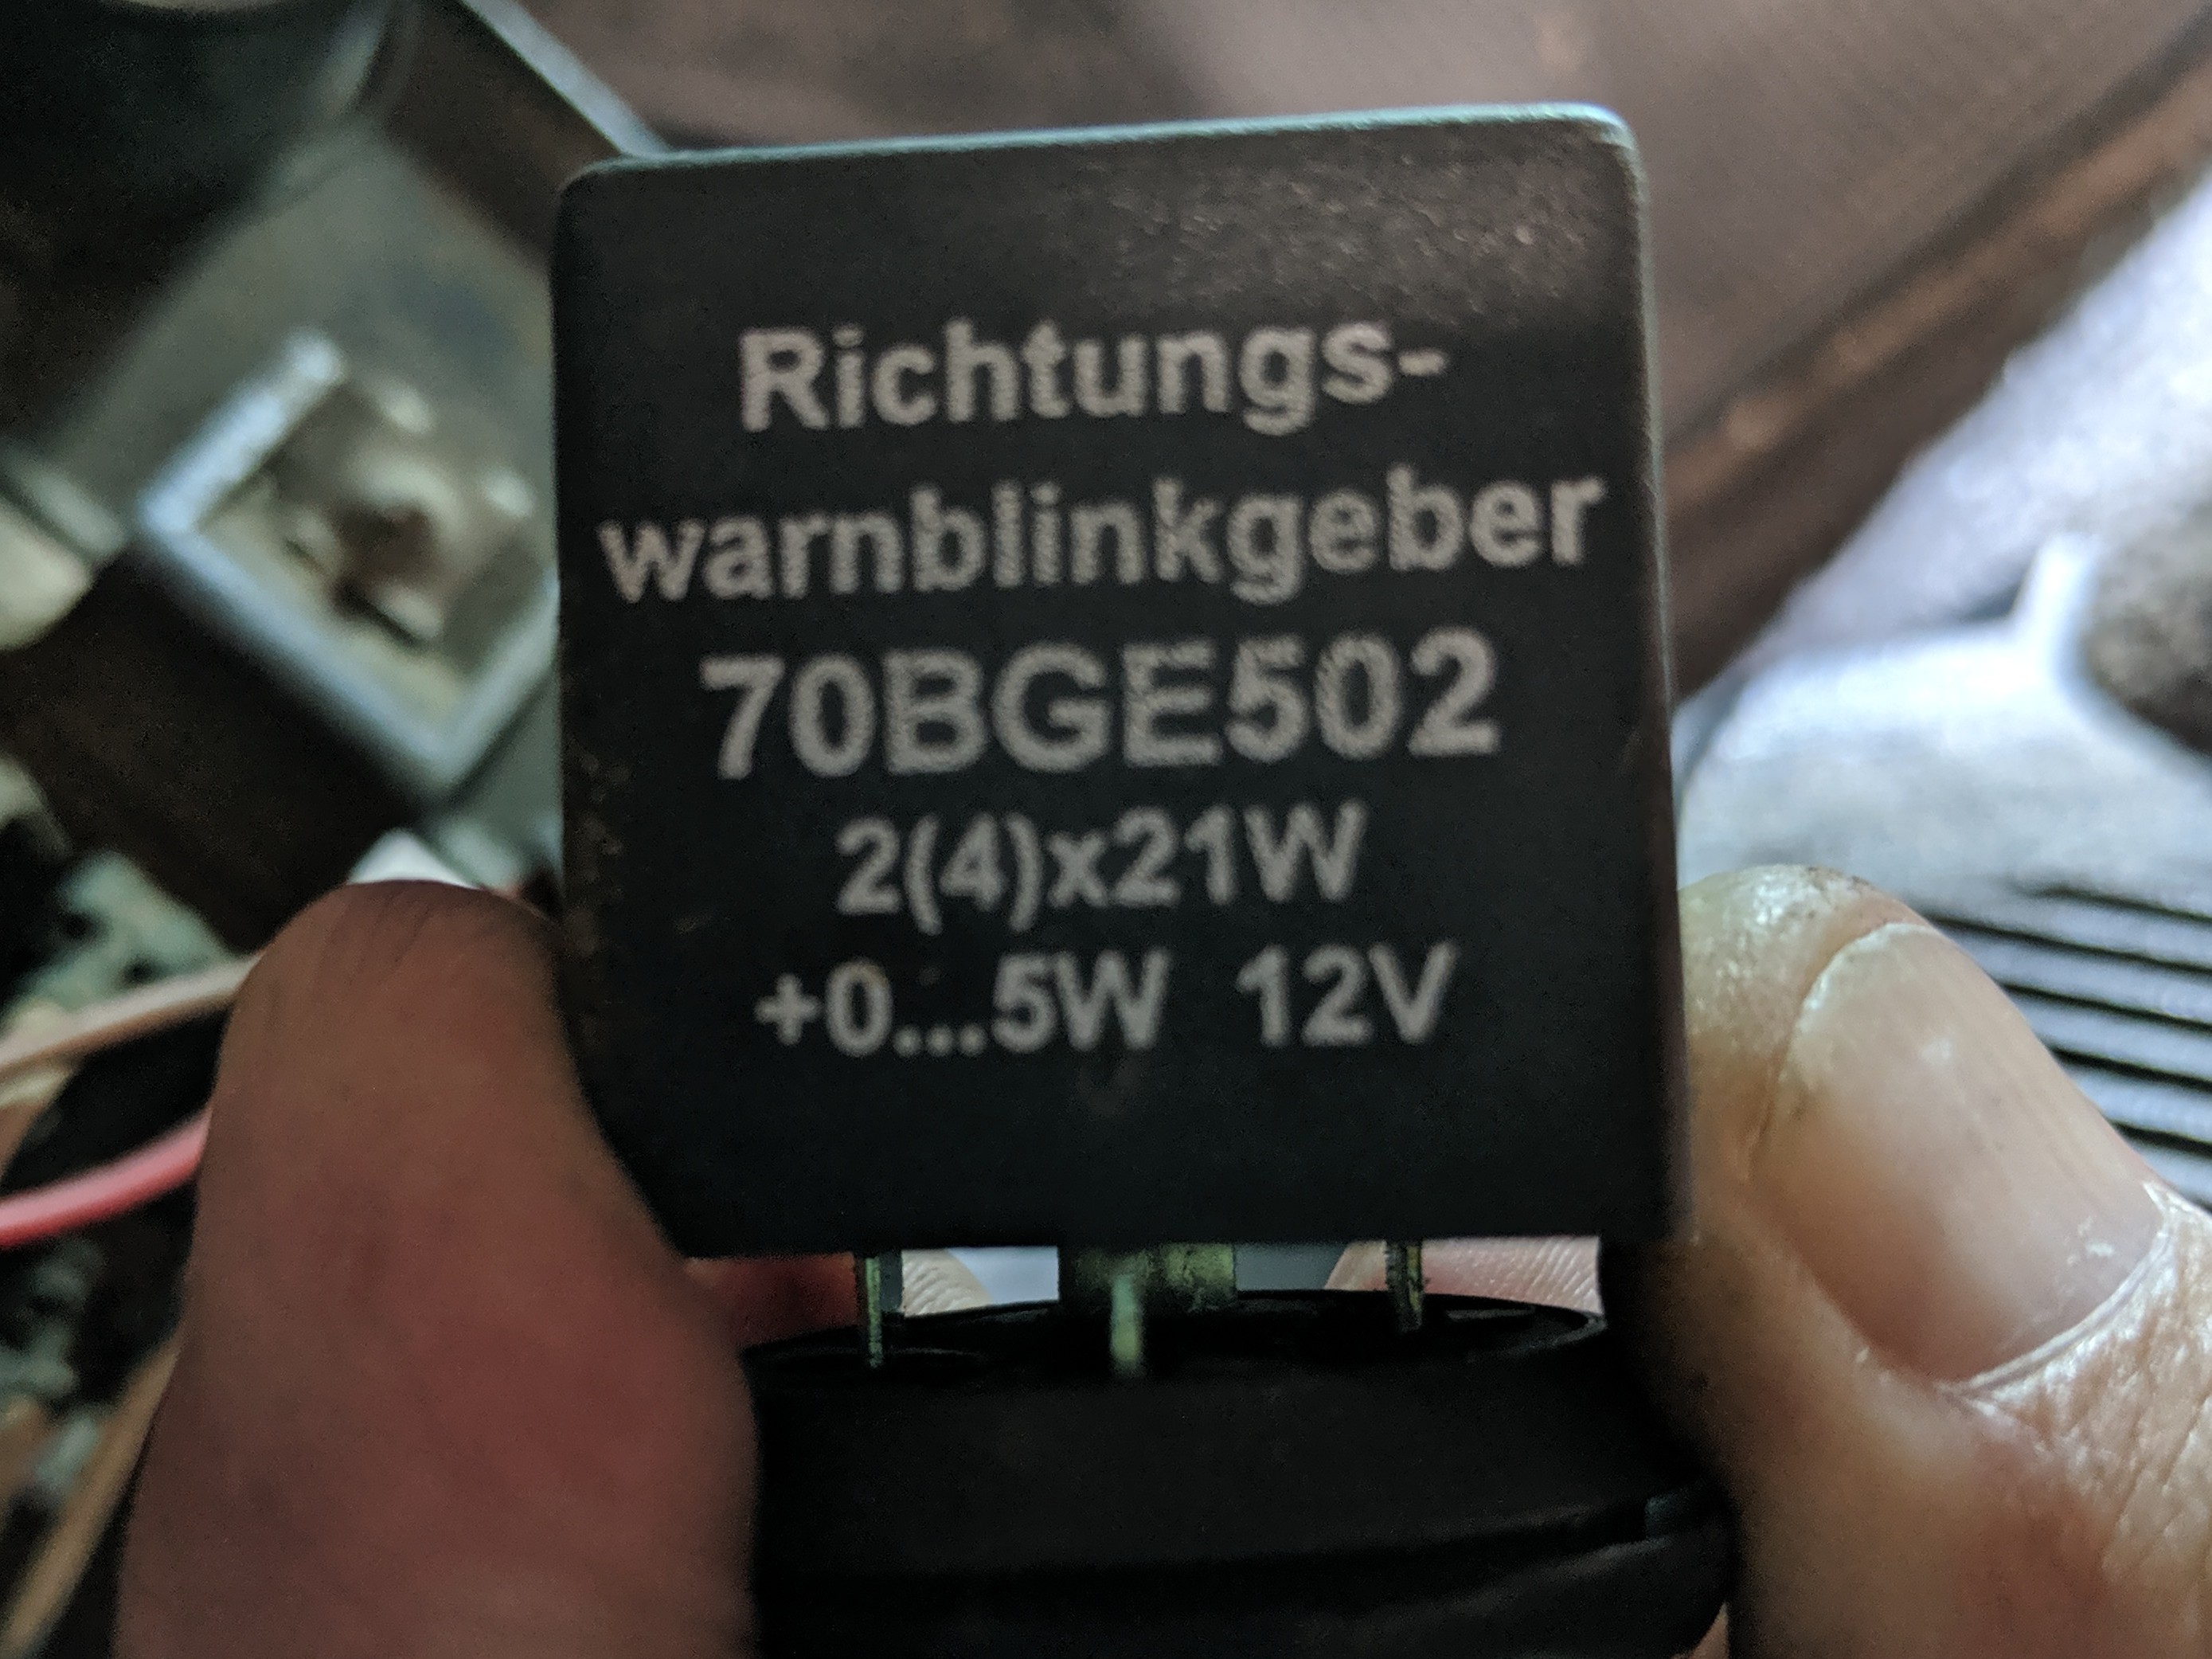 Richtungs-
warnblinkgeber
70BGE502
2(4)x21W
+0...5W 12V